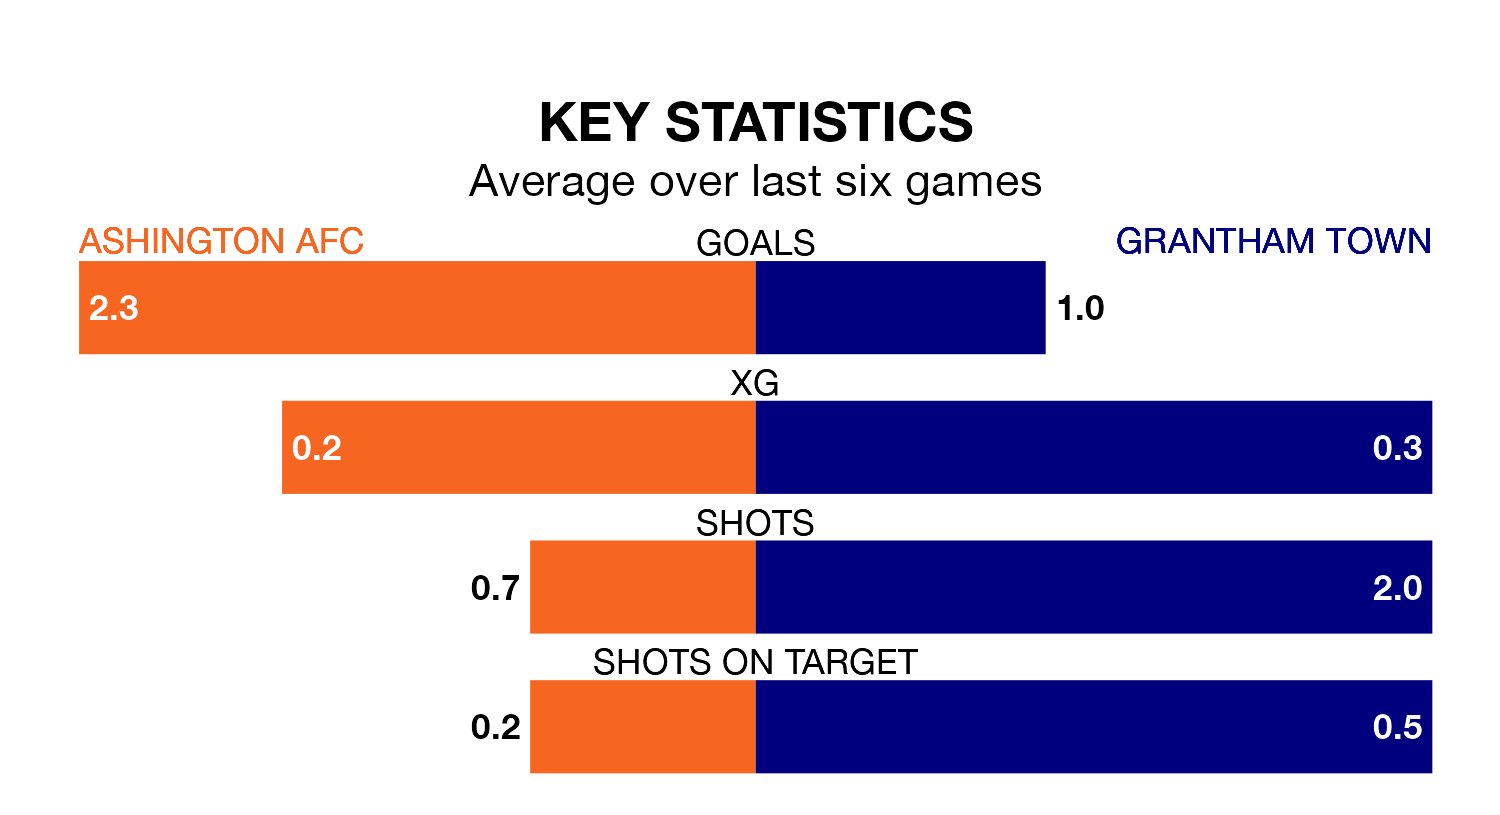 KEY STATISTICS
Average over last six games
ASHINGTON AFC GOALS GRANTHAM TOWN
2.3 1.0
XG
0.2 0.3
SHOTS
0.7 2.0
SHOTS ON TARGET
0.2 0.5